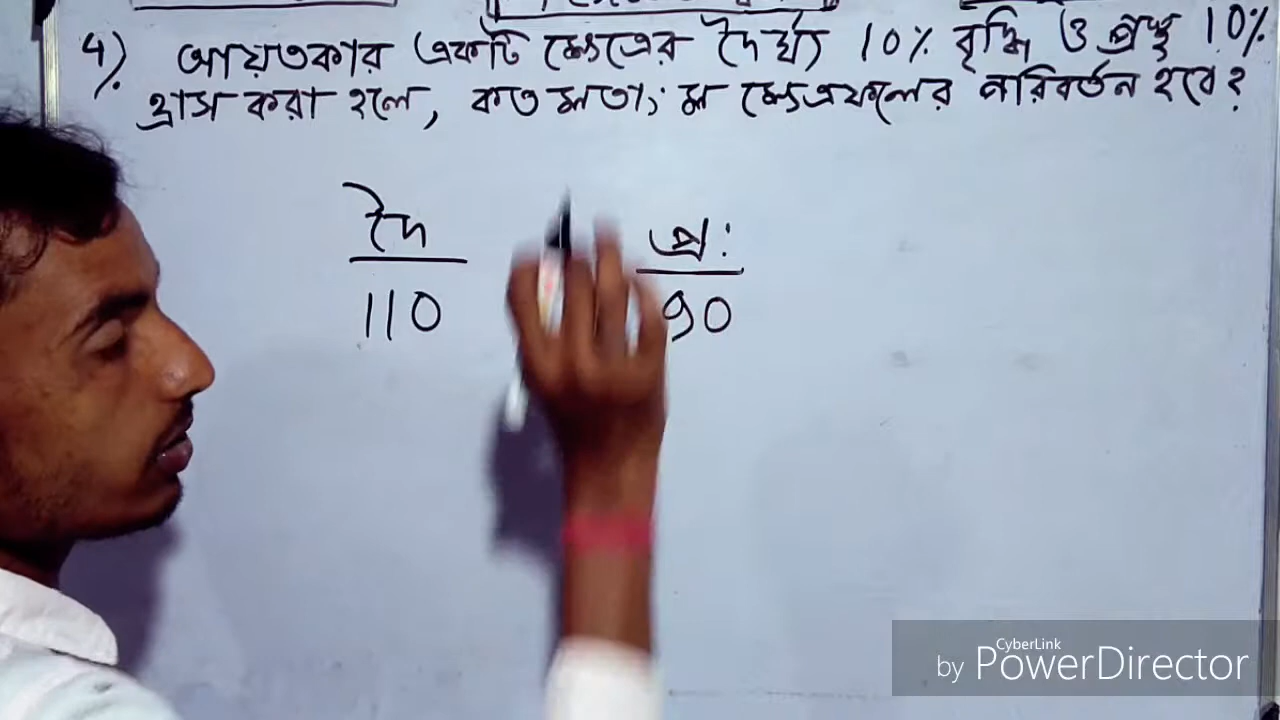 4) আয়তকার একটি ক্ষেত্রের দৈর্ঘ্য 10% বৃদ্ধি ও প্রস্থ 10%
হ্রাস করা হলে, কত শতাংশ ক্ষেত্রফলের পরিবর্তন হবে?
দৈ প্র:
110 90
CyberLink
by PowerDirector